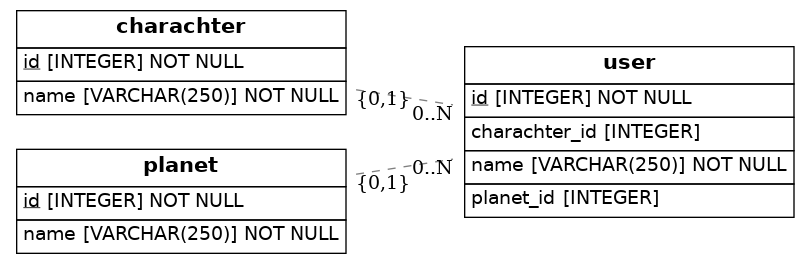 charachter
id [INTEGER] NOT NULL
name [VARCHAR(250)] NOT NULL
{0,1}
0..N
planet
id [INTEGER] NOT NULL
name [VARCHAR(250)] NOT NULL
{0,1}
0..N
user
id [INTEGER] NOT NULL
charachter_id [INTEGER]
name [VARCHAR(250)] NOT NULL
planet_id [INTEGER]